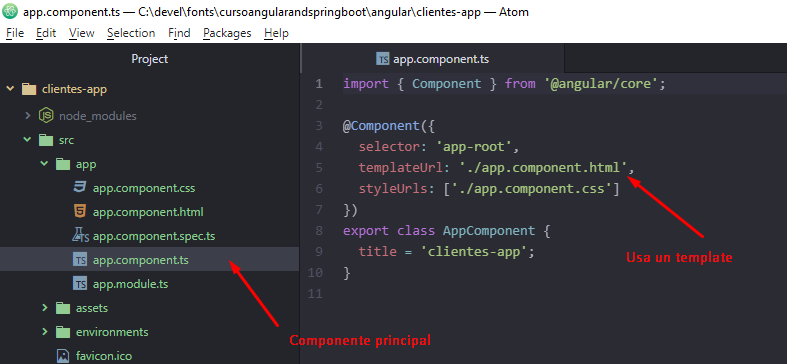 app.component.ts — C:\devel\fonts\cursoangularandspringboot\angular\clientes-app — Atom
File Edit View Selection Find Packages Help
Project
clientes-app
node_modules
src
app
app.component.css
app.component.html
app.component.spec.ts
TS app.component.ts
TS app.module.ts
assets
environments
favicon.ico
Componente principal
TS app.component.ts
1 import { Component } from '@angular/core';
2
3 @Component({
4 selector: 'app-root',
5 templateUrl: './app.component.html',
6 styleUrls: ['./app.component.css']
7 })
8 export class AppComponent {
9 title = 'clientes-app';
10 }
11
Usa un template